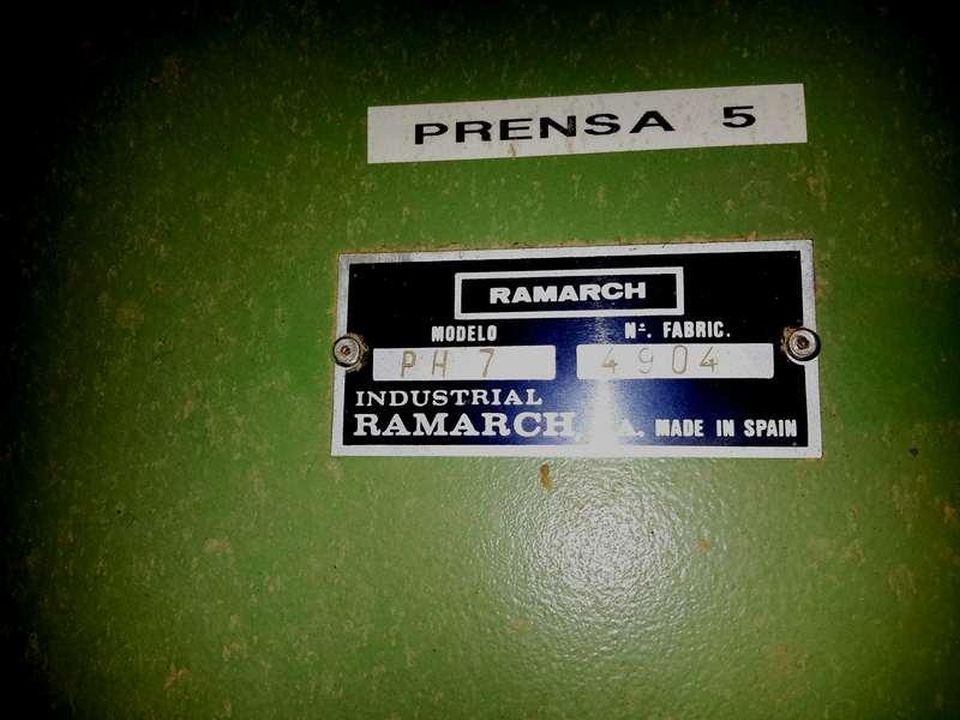 PRENSA 5
RAMARCH
MODELO Nº. FABRIC.
PH 7 4904
INDUSTRIAL
RAMARCH, MADE IN SPAIN